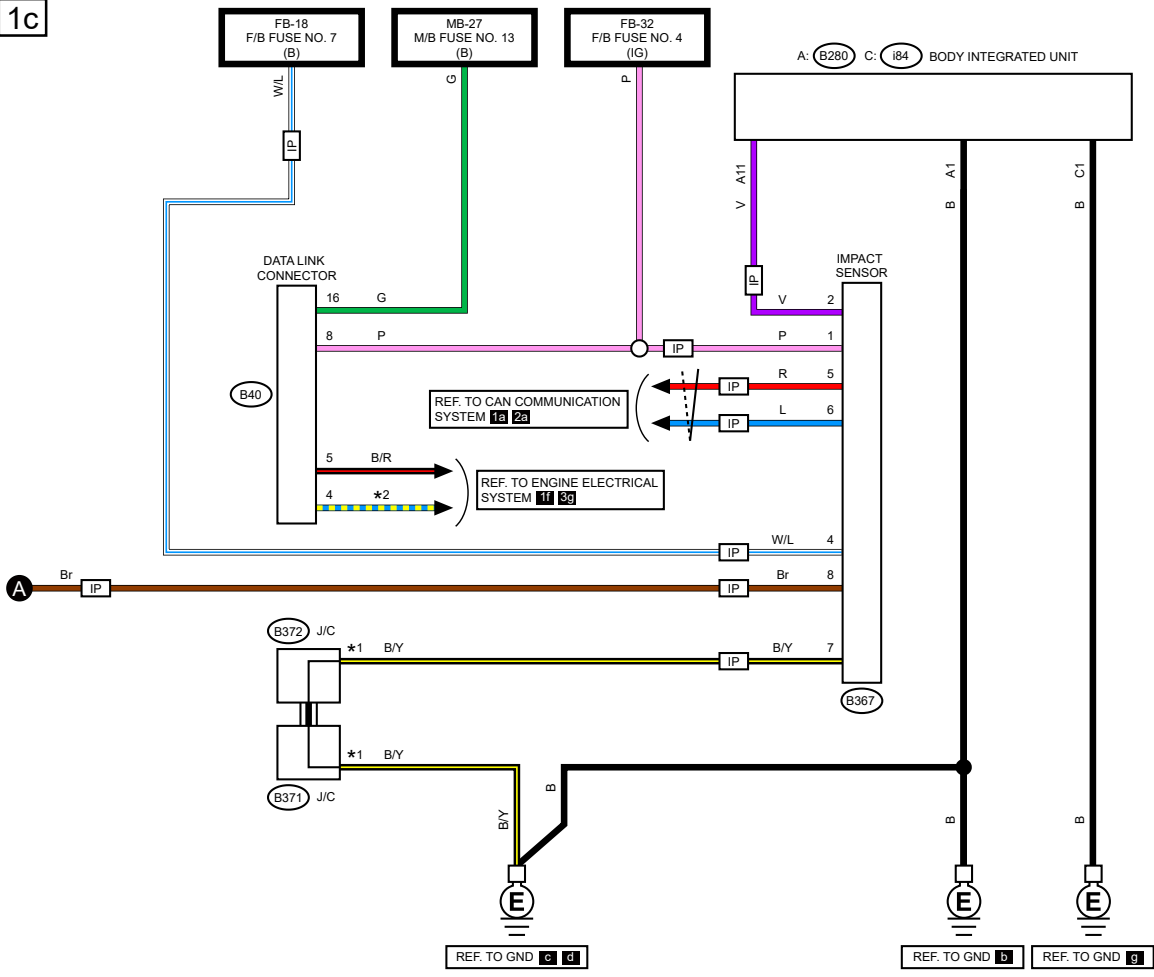 1c
FB-18
F/B FUSE NO. 7
(B)
MB-27
M/B FUSE NO. 13
(B)
FB-32
F/B FUSE NO. 4
(IG)
A: B280 C: i84 BODY INTEGRATED UNIT
W/L
G
P
IP
V A11
B A1
B C1
IP
DATA LINK
CONNECTOR
IMPACT
SENSOR
16 G
V 2
8 P
IP P 1
B40
IP R 5
REF. TO CAN COMMUNICATION
SYSTEM 1a 2a
IP L 6
5 B/R
4 *2
REF. TO ENGINE ELECTRICAL
SYSTEM 1f 3g
IP W/L 4
A Br IP
IP Br 8
B372 J/C
*1 B/Y
IP B/Y 7
B367
*1 B/Y
B371 J/C
B/Y
B
B
B
E
E
E
REF. TO GND c d
REF. TO GND b
REF. TO GND g